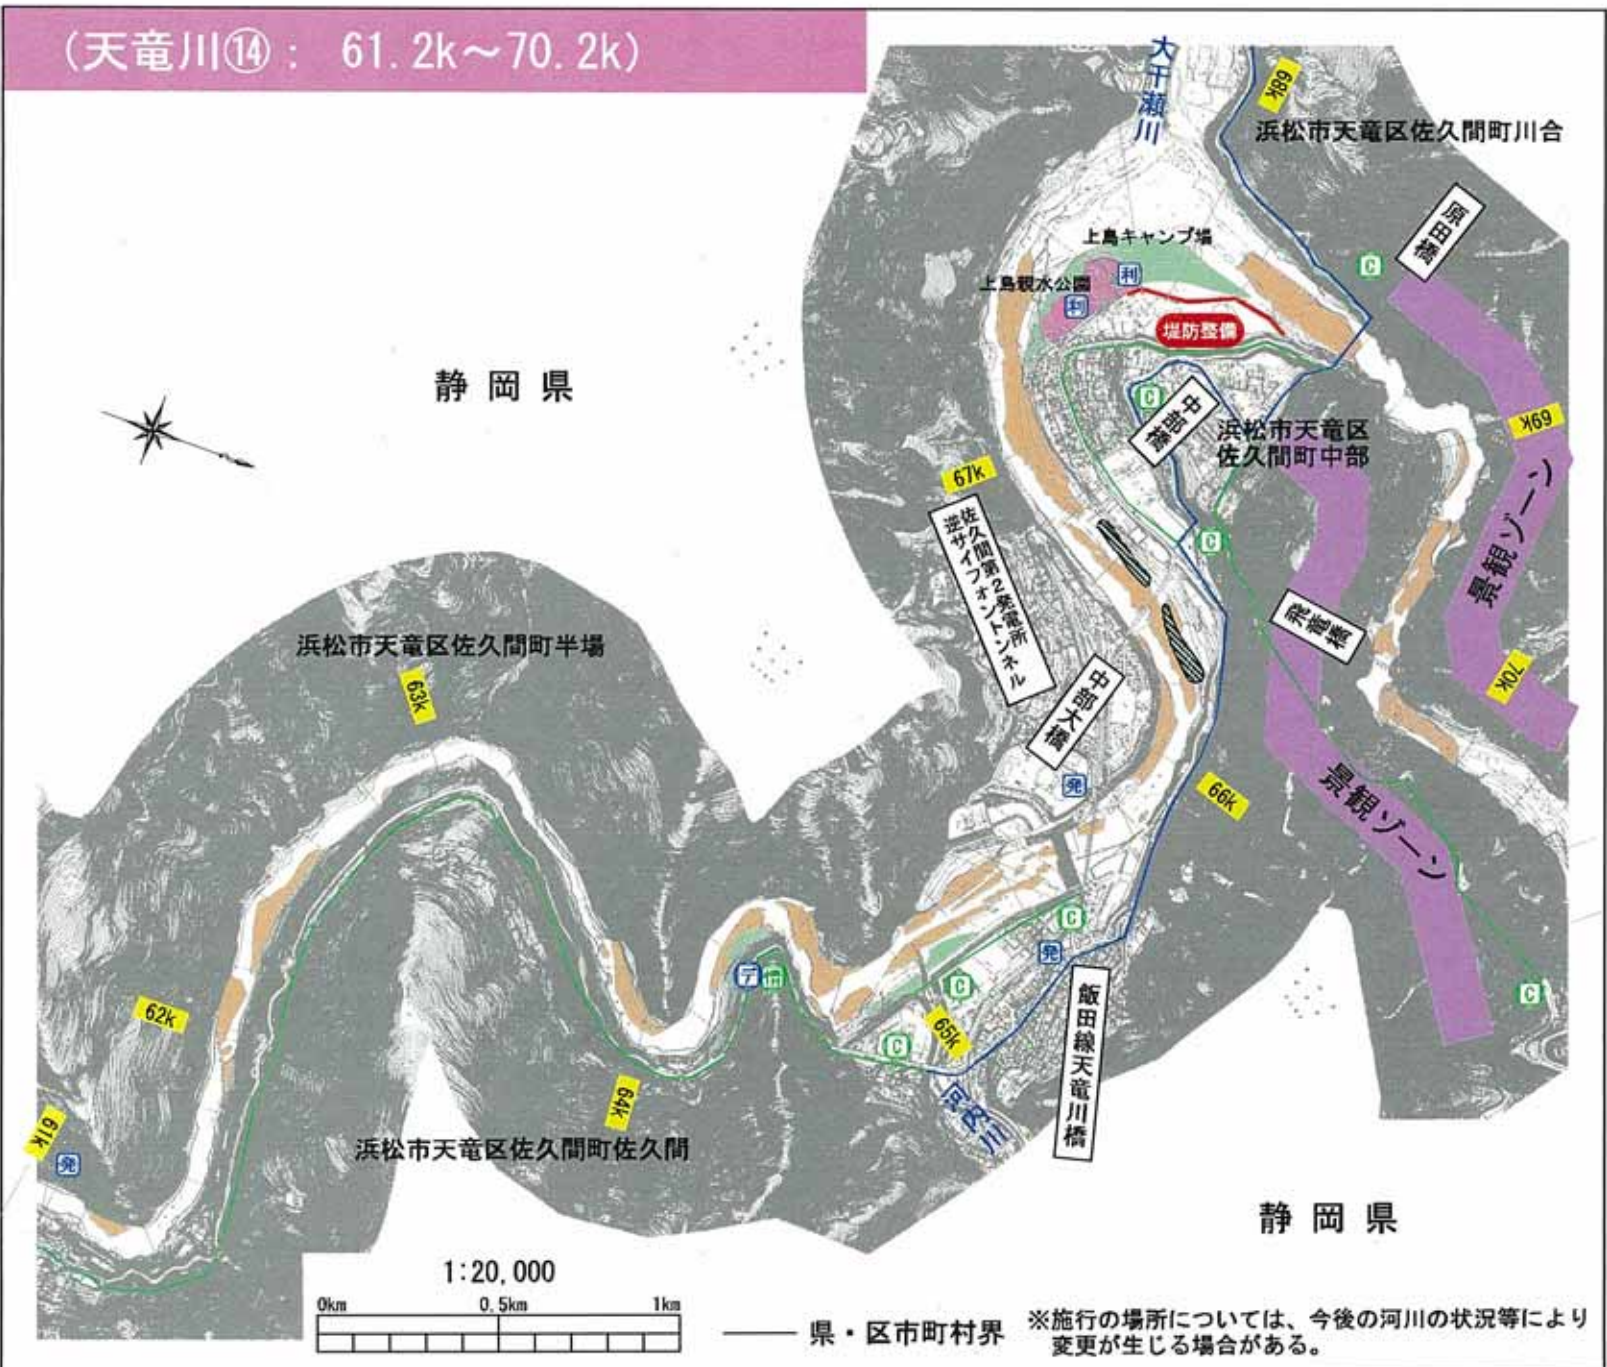 (天竜川⑭： 61.2k～70.2k)
大千瀬川
68k
浜松市天竜区佐久間町川合
原田橋
C
上島キャンプ場
上島親水公園
利
利
堤防整備
静岡県
C
中部橋
浜松市天竜区
佐久間町中部
69k
景観ゾーン
67k
佐久間第2発電所
逆サイフォントンネル
C
飛竜橋
浜松市天竜区佐久間町半場
63k
70k
中部大橋
発
66k
景観ゾーン
C
発
C
65k
C
C
62k
飯田線天竜川橋
河内川
64k
浜松市天竜区佐久間町佐久間
61k
発
静岡県
1:20,000
0km 0.5km 1km
県・区市町村界
※施行の場所については、今後の河川の状況等により
変更が生じる場合がある。